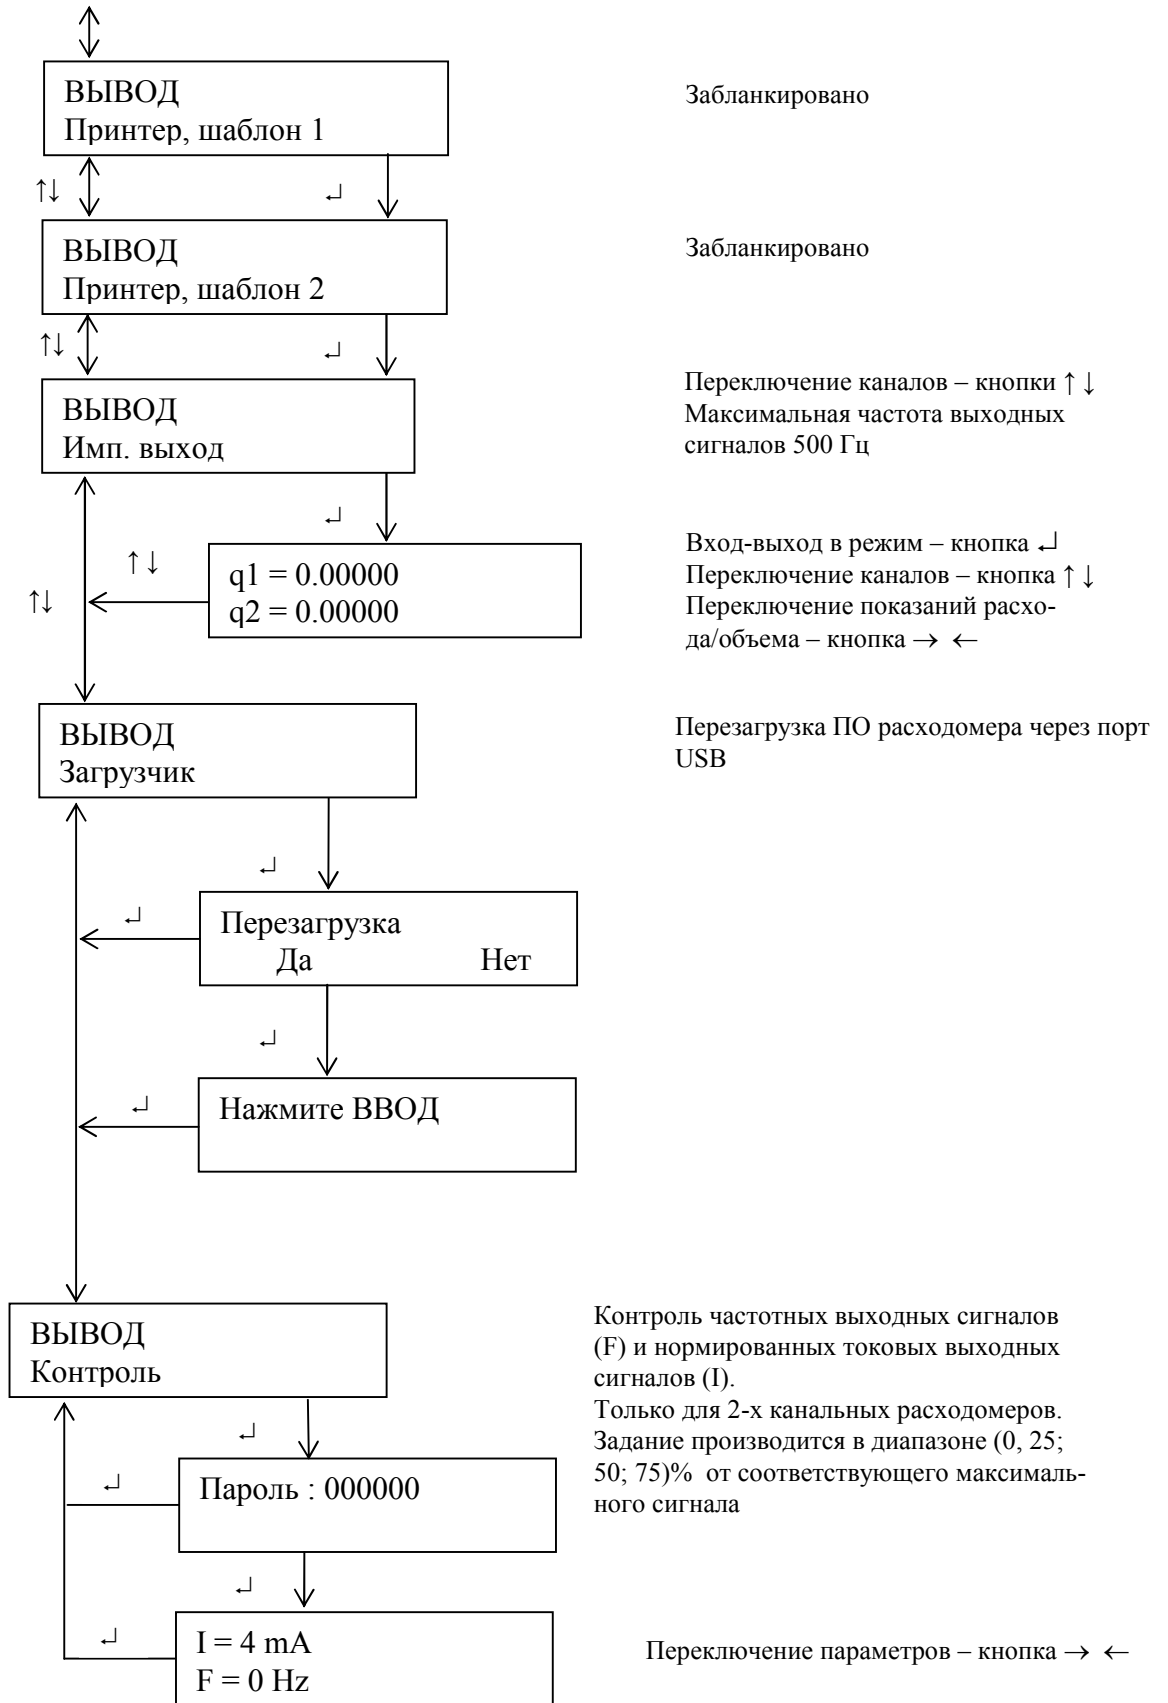 ВЫВОД
Принтер, шаблон 1
Забланкировано
↑↓
↵
ВЫВОД
Принтер, шаблон 2
Забланкировано
↑↓
↵
ВЫВОД
Имп. выход
Переключение каналов – кнопки ↑ ↓
Максимальная частота выходных
сигналов 500 Гц
↵
↑ ↓
↑↓
q1 = 0.00000
q2 = 0.00000
Вход-выход в режим – кнопка ↵
Переключение каналов – кнопка ↑ ↓
Переключение показаний расхо-
да/объема – кнопка → ←
ВЫВОД
Загрузчик
Перезагрузка ПО расходомера через порт
USB
↵
↵
Перезагрузка
Да Нет
↵
↵
Нажмите ВВОД
ВЫВОД
Контроль
Контроль частотных выходных сигналов
(F) и нормированных токовых выходных
сигналов (I).
Только для 2-х канальных расходомеров.
Задание производится в диапазоне (0, 25;
50; 75)% от соответствующего максималь-
ного сигнала
↵
↵
Пароль : 000000
↵
↵
I = 4 mA
F = 0 Hz
Переключение параметров – кнопка → ←